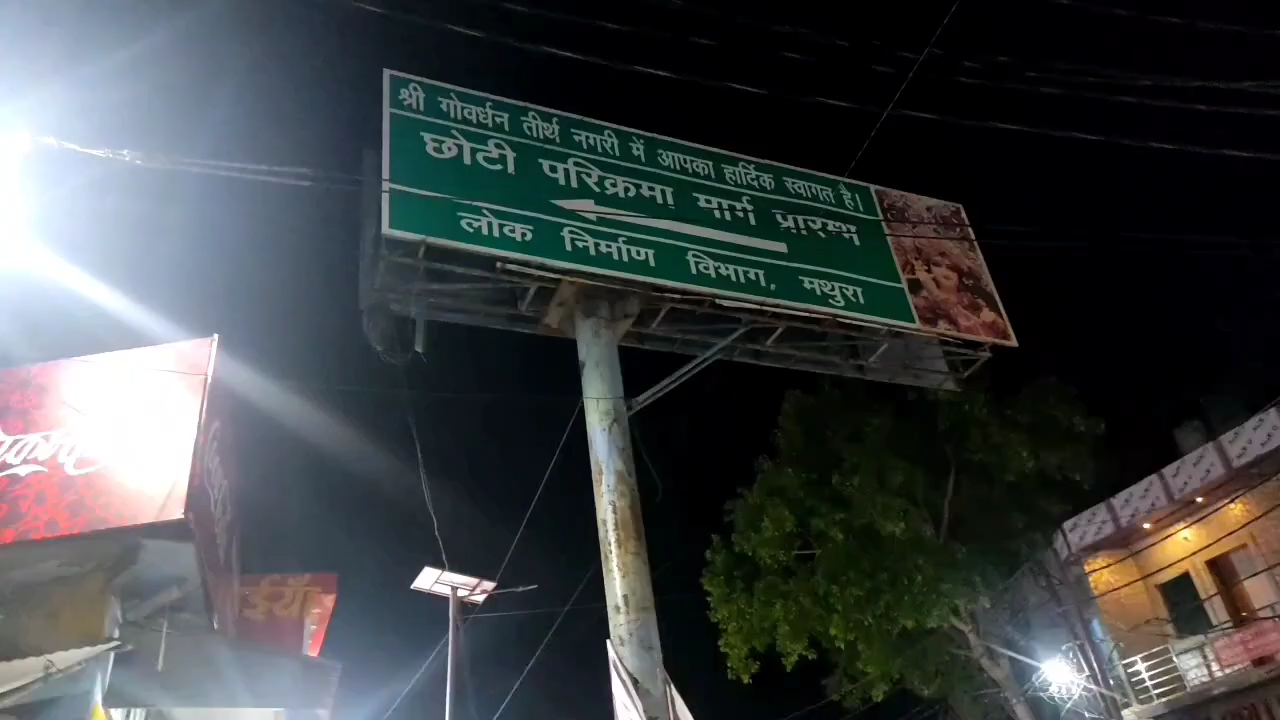 श्री गोवर्धन तीर्थ नगरी में आपका हार्दिक स्वागत है।
छोटी परिक्रमा मार्ग प्रारम्भ
लोक निर्माण विभाग, मथुरा